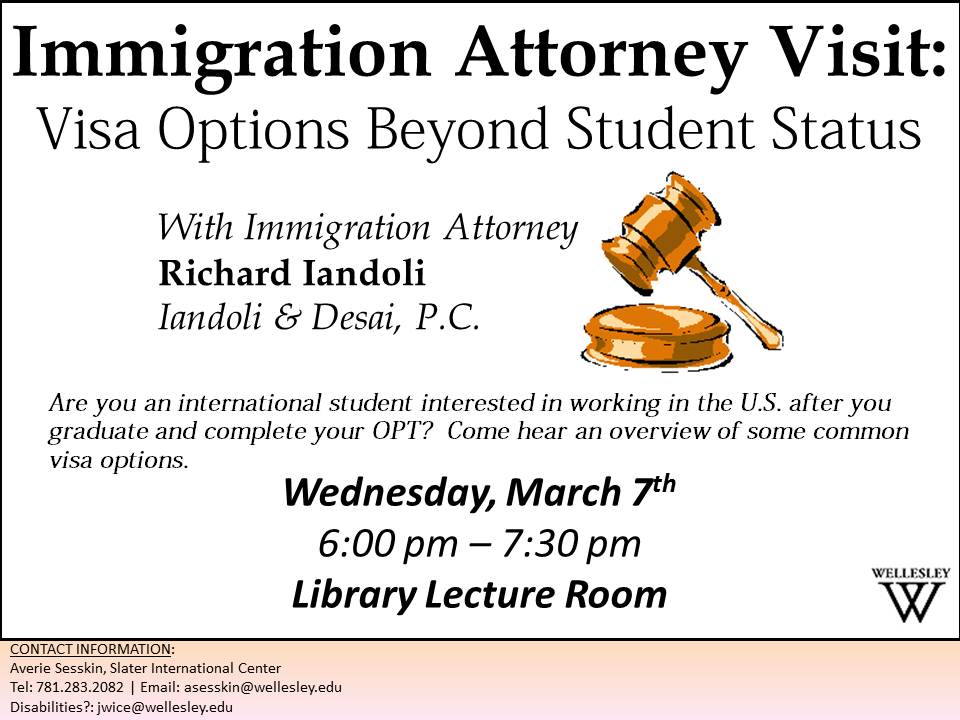 Immigration Attorney Visit:
Visa Options Beyond Student Status
With Immigration Attorney
Richard Iandoli
Iandoli & Desai, P.C.
Are you an international student interested in working in the U.S. after you
graduate and complete your OPT?  Come hear an overview of some common
visa options.
Wednesday, March 7th
6:00 pm – 7:30 pm
Library Lecture Room
WELLESLEY
W
CONTACT INFORMATION:
Averie Sesskin, Slater International Center
Tel: 781.283.2082 | Email: asesskin@wellesley.edu
Disabilities?: jwice@wellesley.edu